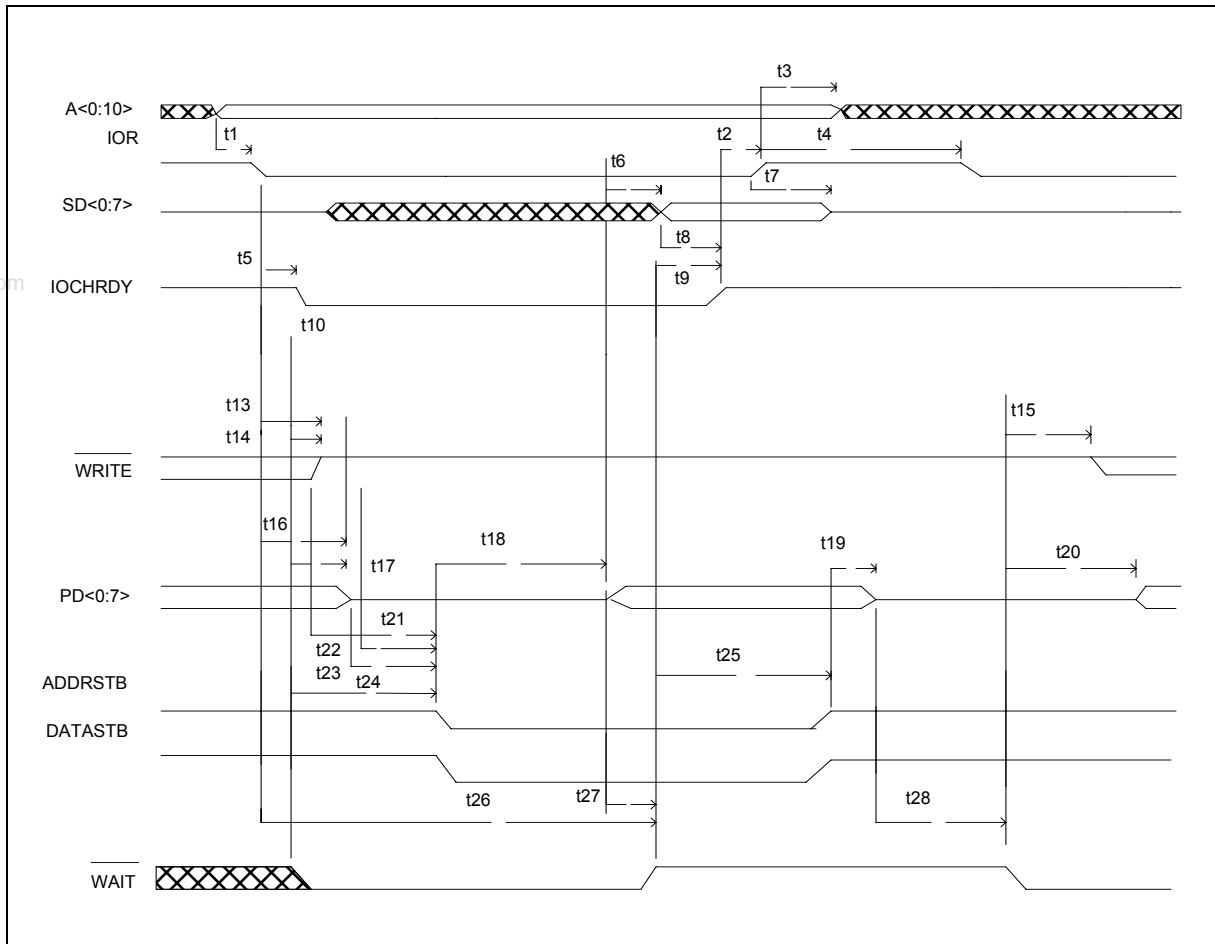 t3
A<0:10>
t1
t2
t4
IOR
t6
t7
SD<0:7>
t8
t5
t9
om
IOCHRDY
t10
t13
t15
t14
WRITE
t16
t18
t19
t17
t20
PD<0:7>
t21
t22
t23
t25
t24
ADDRSTB
DATASTB
t26
t27
t28
WAIT